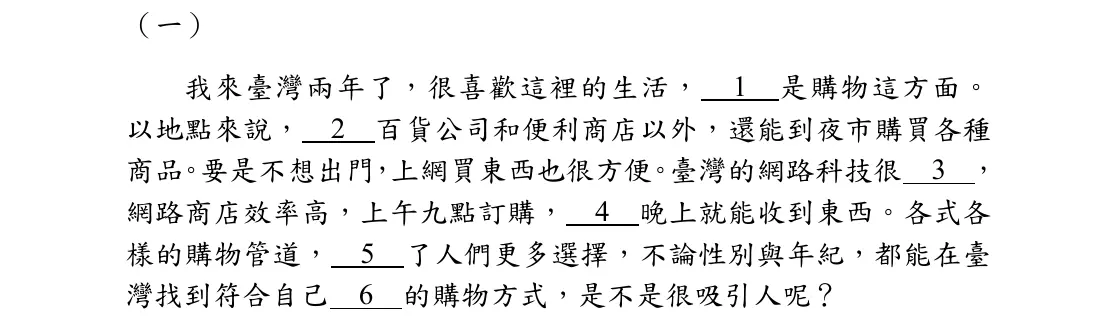 （一）
我來臺灣兩年了，很喜歡這裡的生活，__1__是購物這方面。
以地點來說，__2__百貨公司和便利商店以外，還能到夜市購買各種
商品。要是不想出門，上網買東西也很方便。臺灣的網路科技很__3__，
網路商店效率高，上午九點訂購，__4__晚上就能收到東西。各式各
樣的購物管道，__5__了人們更多選擇，不論性別與年紀，都能在臺
灣找到符合自己__6__的購物方式，是不是很吸引人呢？